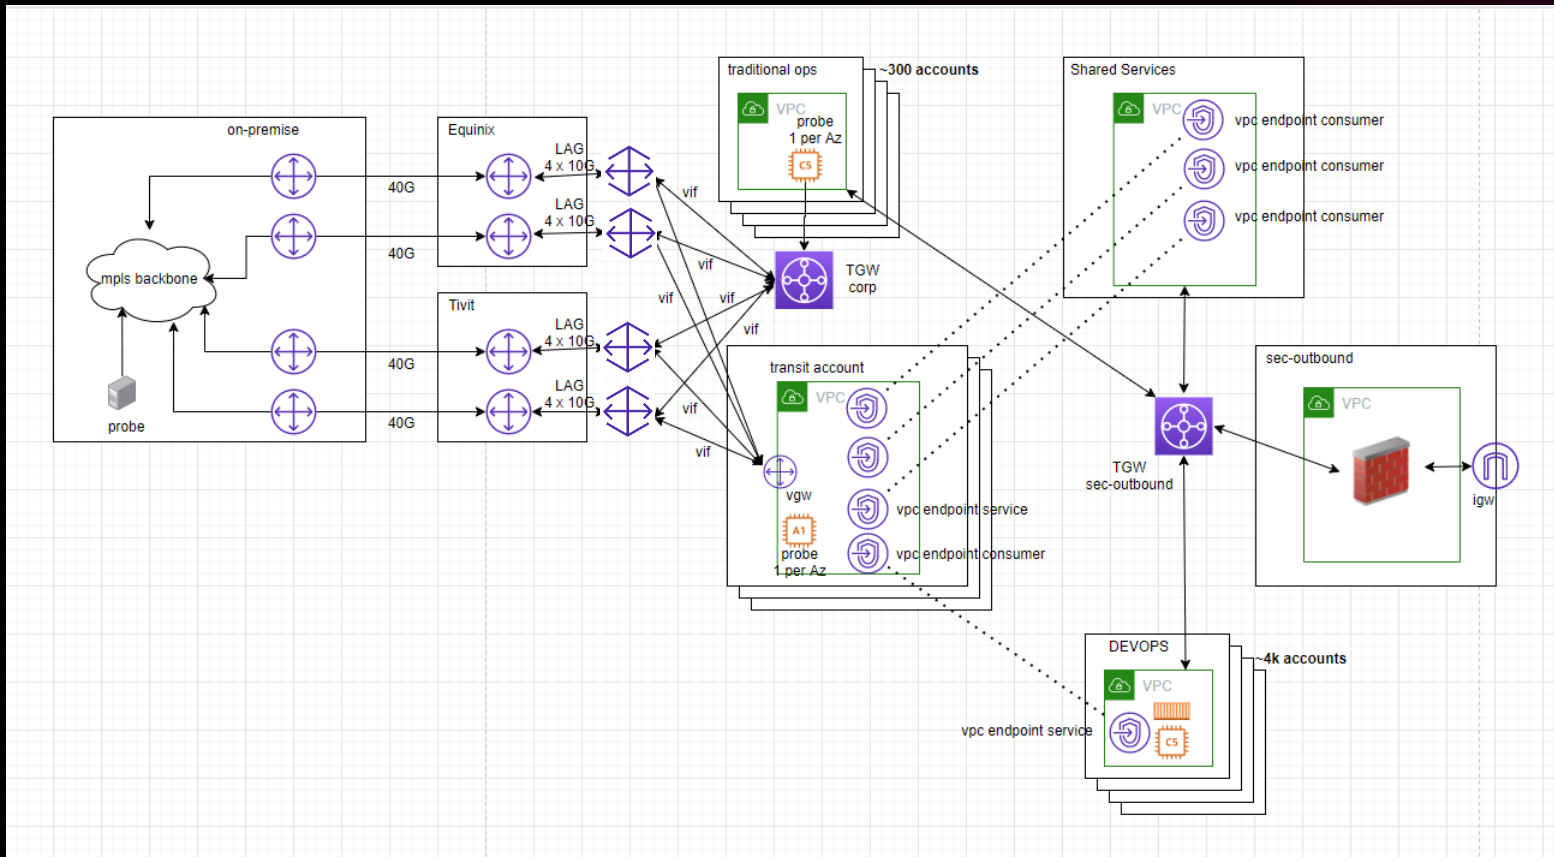 on-premise
40G
40G
mpls backbone
40G
40G
probe
Equinix
LAG
4 x 10G
LAG
4 x 10G
Tivit
LAG
4 x 10G
LAG
4 x 10G
vif
vif
vif
vif
vif
vif
vif
traditional ops
~300 accounts
VPC
probe
1 per Az
C5
TGW
corp
transit account
VPC
vgw
A1
probe
1 per Az
vpc endpoint service
vpc endpoint consumer
Shared Services
VPC
vpc endpoint consumer
vpc endpoint consumer
vpc endpoint consumer
TGW
sec-outbound
sec-outbound
VPC
igw
DEVOPS
~4k accounts
VPC
vpc endpoint service
C5